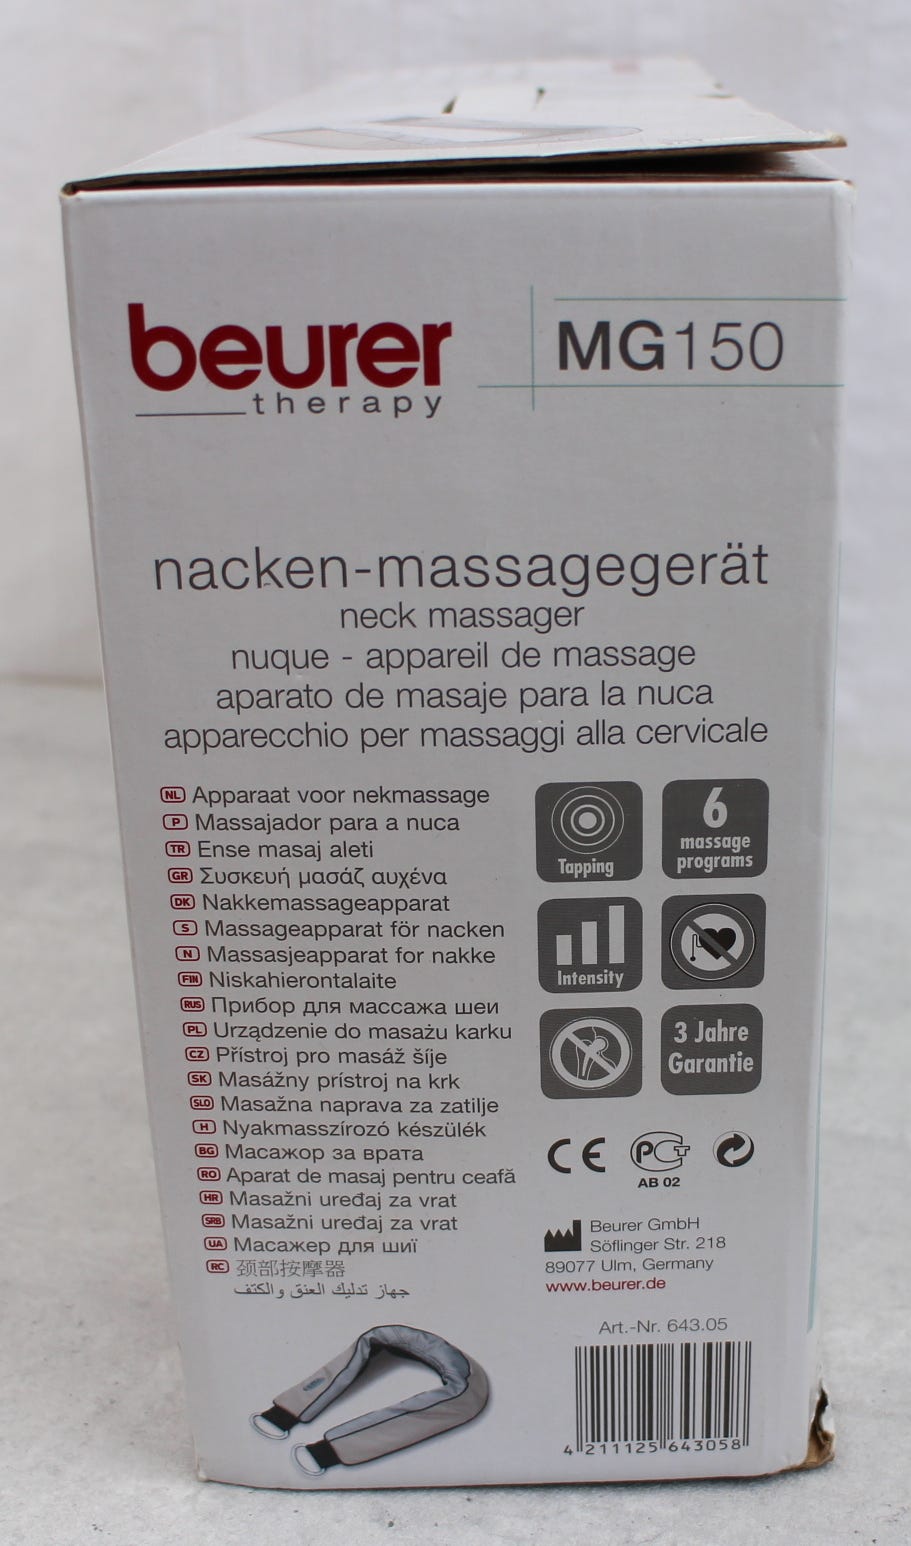 beurer
therapy
MG150
nacken-massagegerät
neck massager
nuque - appareil de massage
aparato de masaje para la nuca
apparecchio per massaggi alla cervicale
NL Apparaat voor nekmassage
P Massajador para a nuca
TR Ense masaj aleti
GR Συσκευή μασάζ αυχένα
DK Nakkemassageapparat
S Massageapparat för nacken
N Massasjeapparat for nakke
FIN Niskahierontalaite
RUS Прибор для массажа шеи
PL Urządzenie do masażu karku
CZ Přístroj pro masáž šíje
SK Masážny prístroj na krk
SLO Masažna naprava za zatilje
H Nyakmasszírozó készülék
BG Масажор за врата
RO Aparat de masaj pentru ceafă
HR Masažni uređaj za vrat
SRB Masažni uređaj za vrat
UA Масажер для шиї
RC 颈部按摩器
جهاز تدليك العنق والكتف
Tapping
6
massage
programs
Intensity
3 Jahre
Garantie
CE
PCT
AB 02
Beurer GmbH
Söflinger Str. 218
89077 Ulm, Germany
www.beurer.de
Art.-Nr. 643.05
4 211125 643058